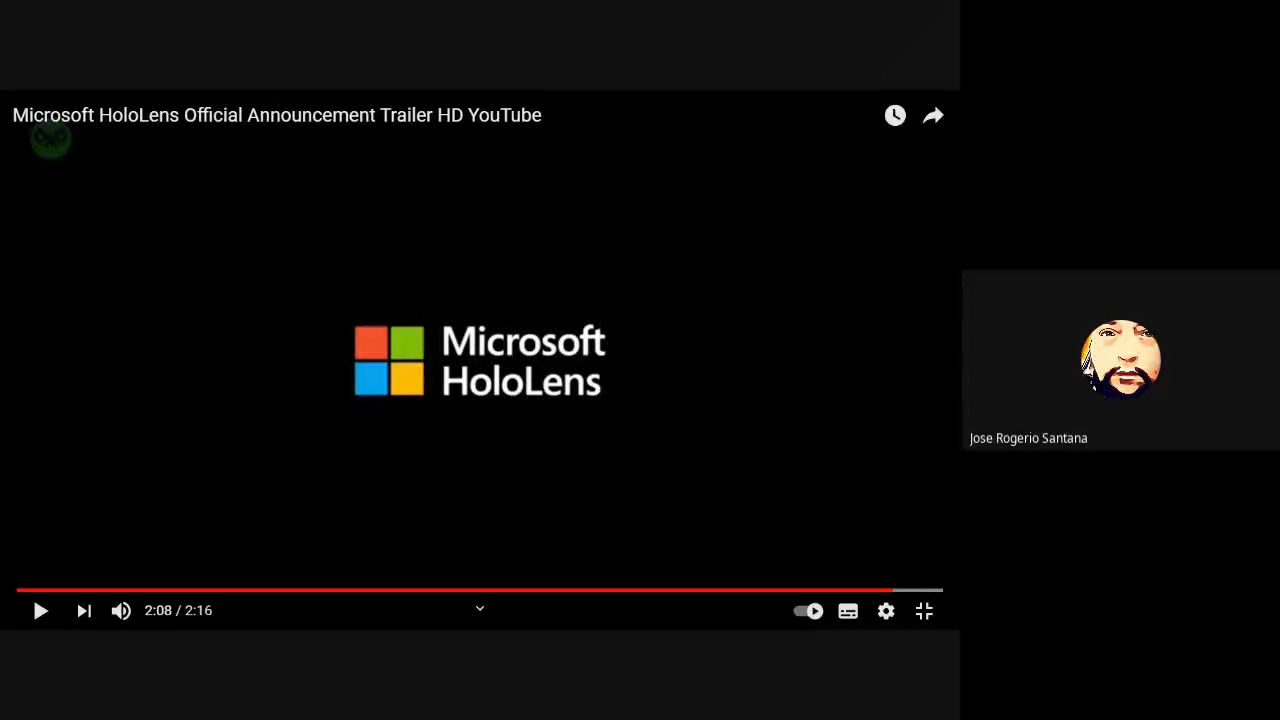 Microsoft HoloLens Official Announcement Trailer HD YouTube
Microsoft
HoloLens
Jose Rogerio Santana
2:08 / 2:16